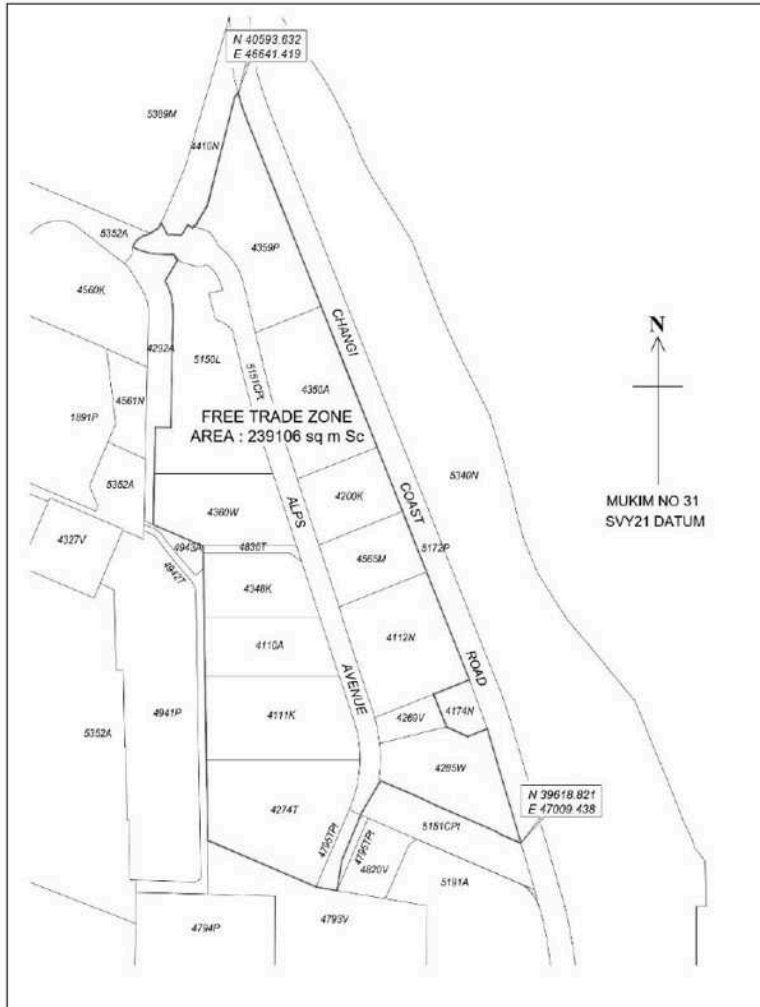 N 40593.632
E 46641.419
5389M
4416N
5352A
4359P
4560K
4292A
5150L
CHANGI
5151CPt
4350A
4561N
1891P
FREE TRADE ZONE
AREA : 239106 sq m Sc
N
5352A
4200K
COAST
5340N
MUKIM NO 31
SVY21 DATUM
4360W
ALPS
4327V
4943A
4836T
4565M
5172P
4942T
4348K
4110A
4112N
ROAD
AVENUE
4941P
4111K
4269V
4174N
5352A
4285W
N 39618.821
E 47009.438
4274T
4795TPt
4795TPt
5151CPt
4820V
5191A
4794P
4793V